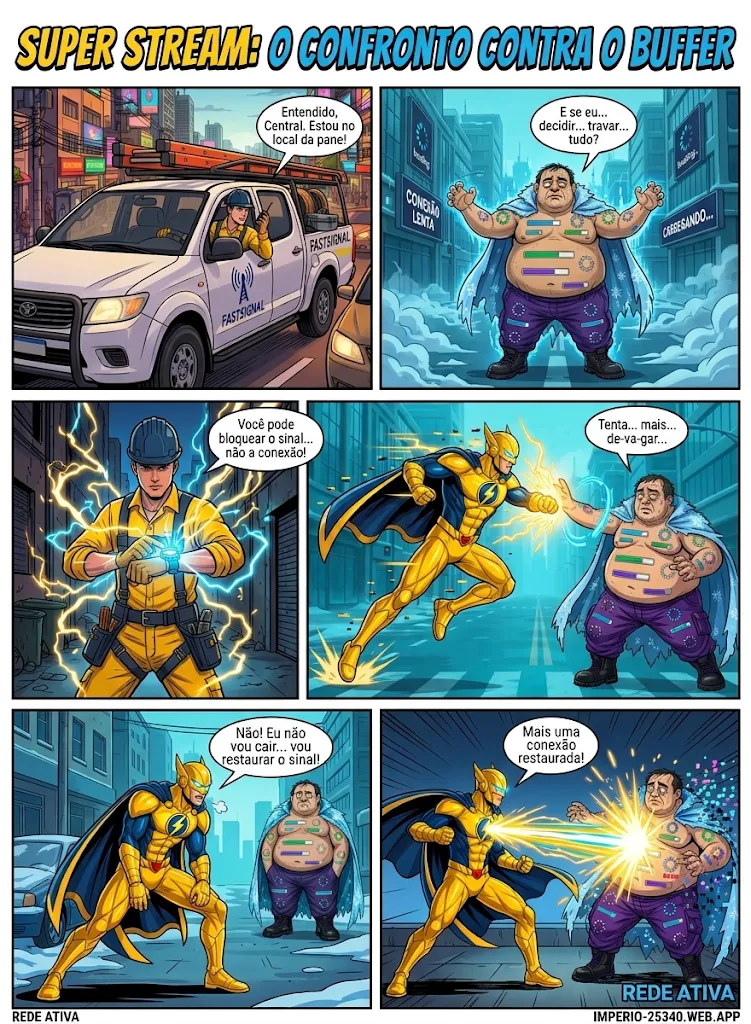 SUPER STREAM: O CONFRONTO CONTRA O BUFFER
Entendido,
Central. Estou no
local da pane!
FASTSIGNAL
FASTSIGNAL
E se eu...
decidir... travar...
tudo?
CONEXÃO
LENTA
CARREGANDO...
Você pode
bloquear o sinal...
não a conexão!
Tenta... mais...
de-va-gar...
Não! Eu não
vou cair... vou
restaurar o sinal!
Mais uma
conexão
restaurada!
REDE ATIVA
REDE ATIVA
IMPERIO-25340.WEB.APP